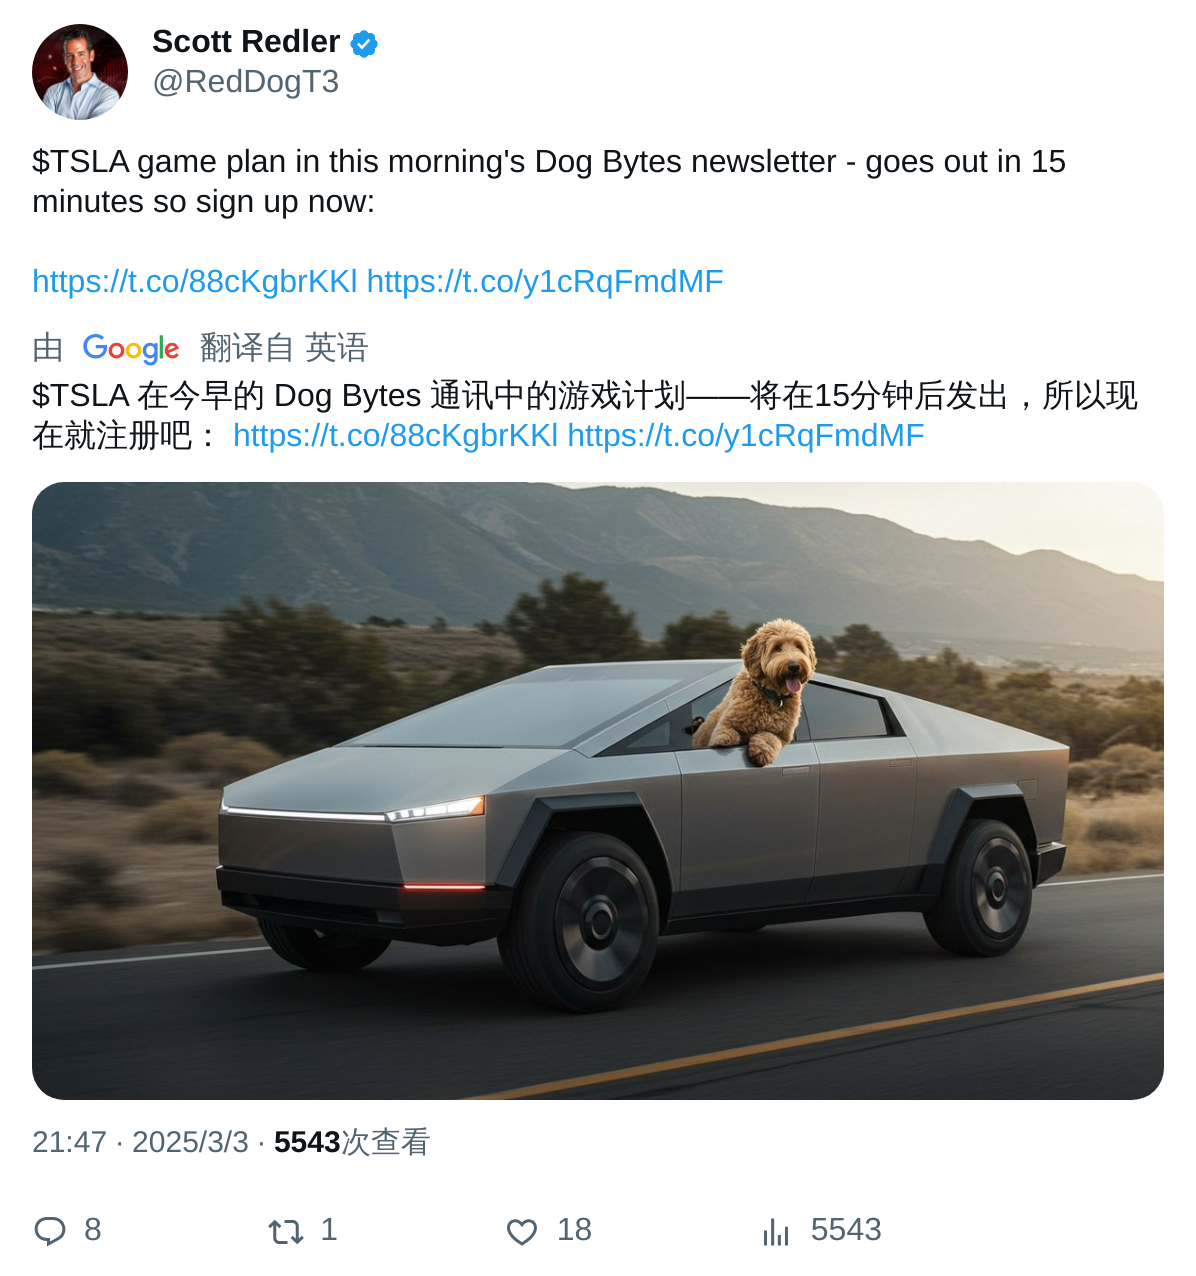 Scott Redler
@RedDogT3
$TSLA game plan in this morning's Dog Bytes newsletter - goes out in 15
minutes so sign up now:
https://t.co/88cKgbrKKl https://t.co/y1cRqFmdMF
由 Google 翻译自 英语
$TSLA 在今早的 Dog Bytes 通讯中的游戏计划——将在15分钟后发出，所以现
在就注册吧： https://t.co/88cKgbrKKl https://t.co/y1cRqFmdMF
21:47 · 2025/3/3 · 5543次查看
8 1 18 5543